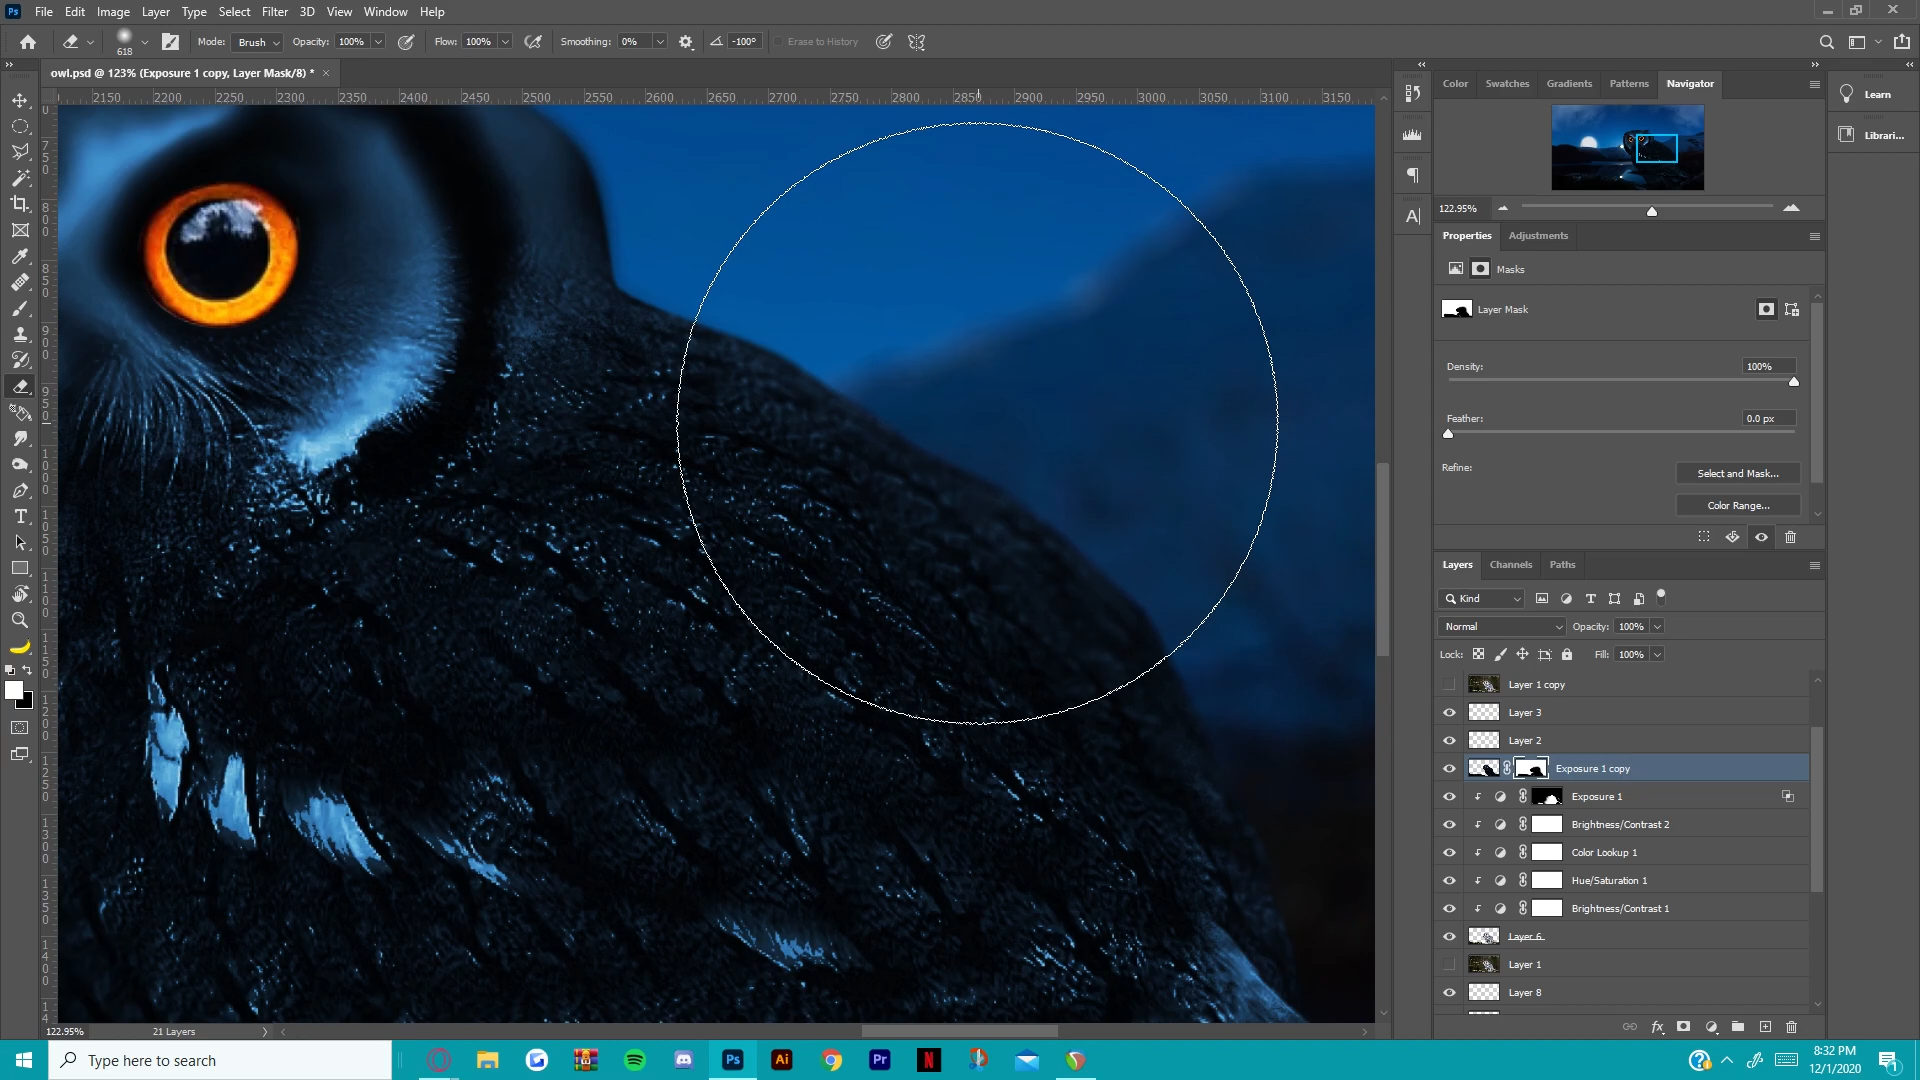 Ps File Edit Image Layer Type Select Filter 3D View Window Help
618 Mode: Brush Opacity: 100% Flow: 100% Smoothing: 0% -100° Erase to History
owl.psd @ 123% (Exposure 1 copy, Layer Mask/8) * ×
2150 2200 2250 2300 2350 2400 2450 2500 2550 2600 2650 2700 2750 2800 2850 2900 2950 3000 3050 3100 3150
Color Swatches Gradients Patterns Navigator
Learn
Librari...
122.95%
Properties Adjustments
Masks
Layer Mask
Density: 100%
Feather: 0.0 px
Refine: Select and Mask...
Color Range...
Layers Channels Paths
Kind
Normal Opacity: 100%
Lock: Fill: 100%
Layer 1 copy
Layer 3
Layer 2
Exposure 1 copy
Exposure 1
Brightness/Contrast 2
Color Lookup 1
Hue/Saturation 1
Brightness/Contrast 1
Layer 6
Layer 1
Layer 8
122.95% 21 Layers
Type here to search
Ps Ai Pr N
8:32 PM
12/1/2020
1